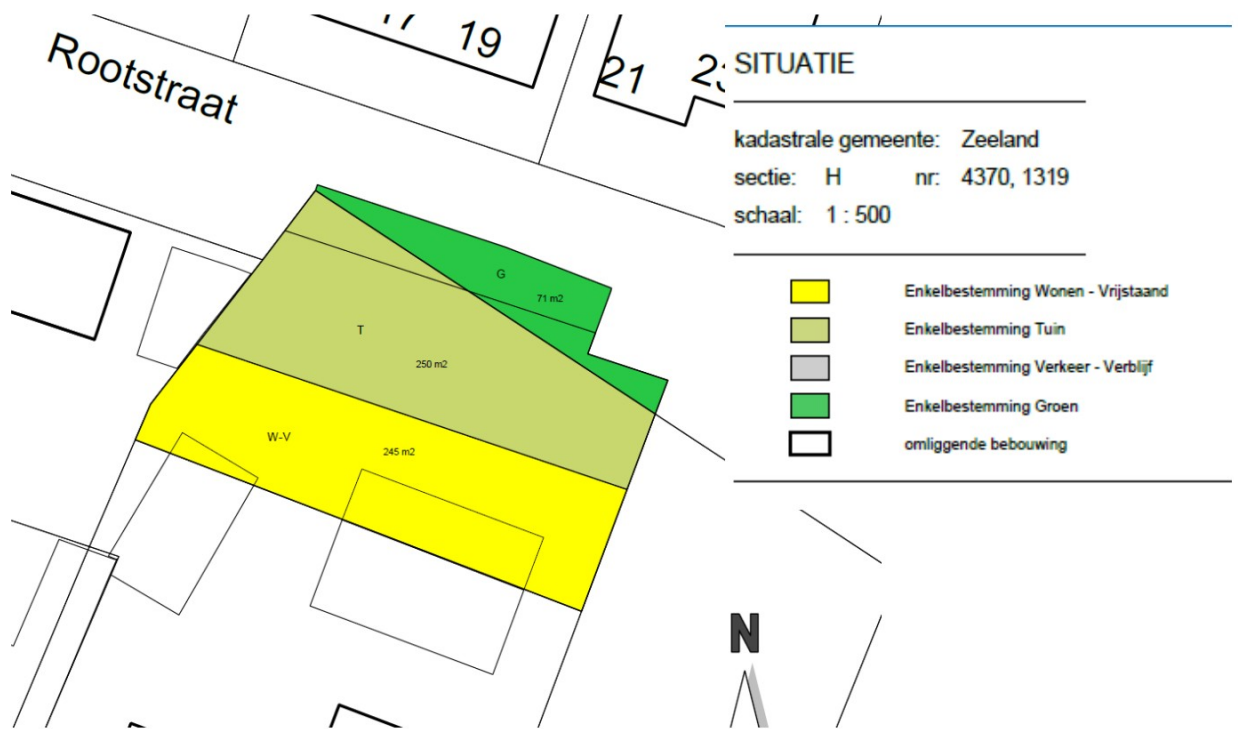 Rootstraat
17 19
21
G
71 m2
T
250 m2
W-V
245 m2
SITUATIE
kadastrale gemeente: Zeeland
sectie: H nr: 4370, 1319
schaal: 1 : 500
Enkelbestemming Wonen - Vrijstaand
Enkelbestemming Tuin
Enkelbestemming Verkeer - Verblijf
Enkelbestemming Groen
omliggende bebouwing
N